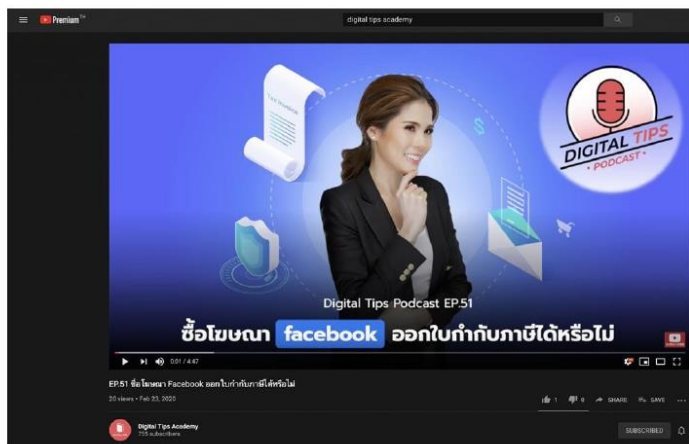 Premium TH
digital tips academy
Tax Invoice
DIGITAL TIPS
• PODCAST •
Digital Tips Podcast EP.51
ซื้อโฆษณา facebook ออกใบกำกับภาษีได้หรือไม่
0:01 / 4:47
EP.51 ซื้อโฆษณา Facebook ออกใบกำกับภาษีได้หรือไม่
20 views • Feb 23, 2020
1 0 SHARE SAVE
Digital Tips Academy
235 subscribers
SUBSCRIBED